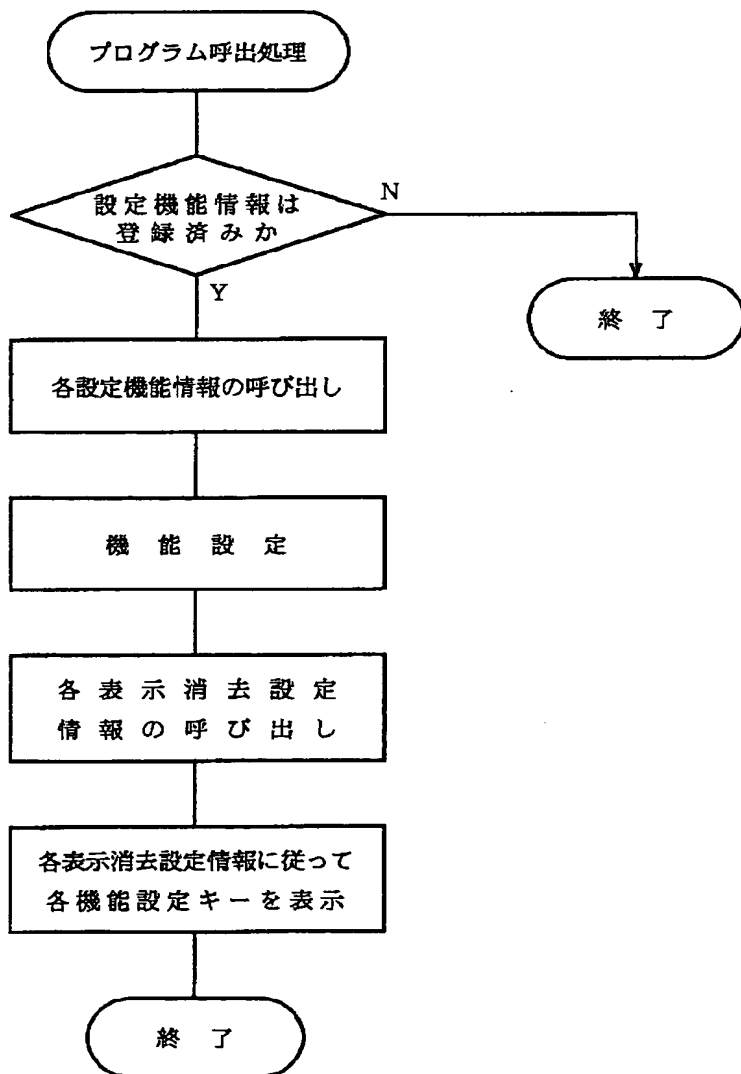 プログラム呼出処理
設定機能情報は
登録済みか
N
Y
終了
各設定機能情報の呼び出し
機能設定
各表示消去設定
情報の呼び出し
各表示消去設定情報に従って
各機能設定キーを表示
終了